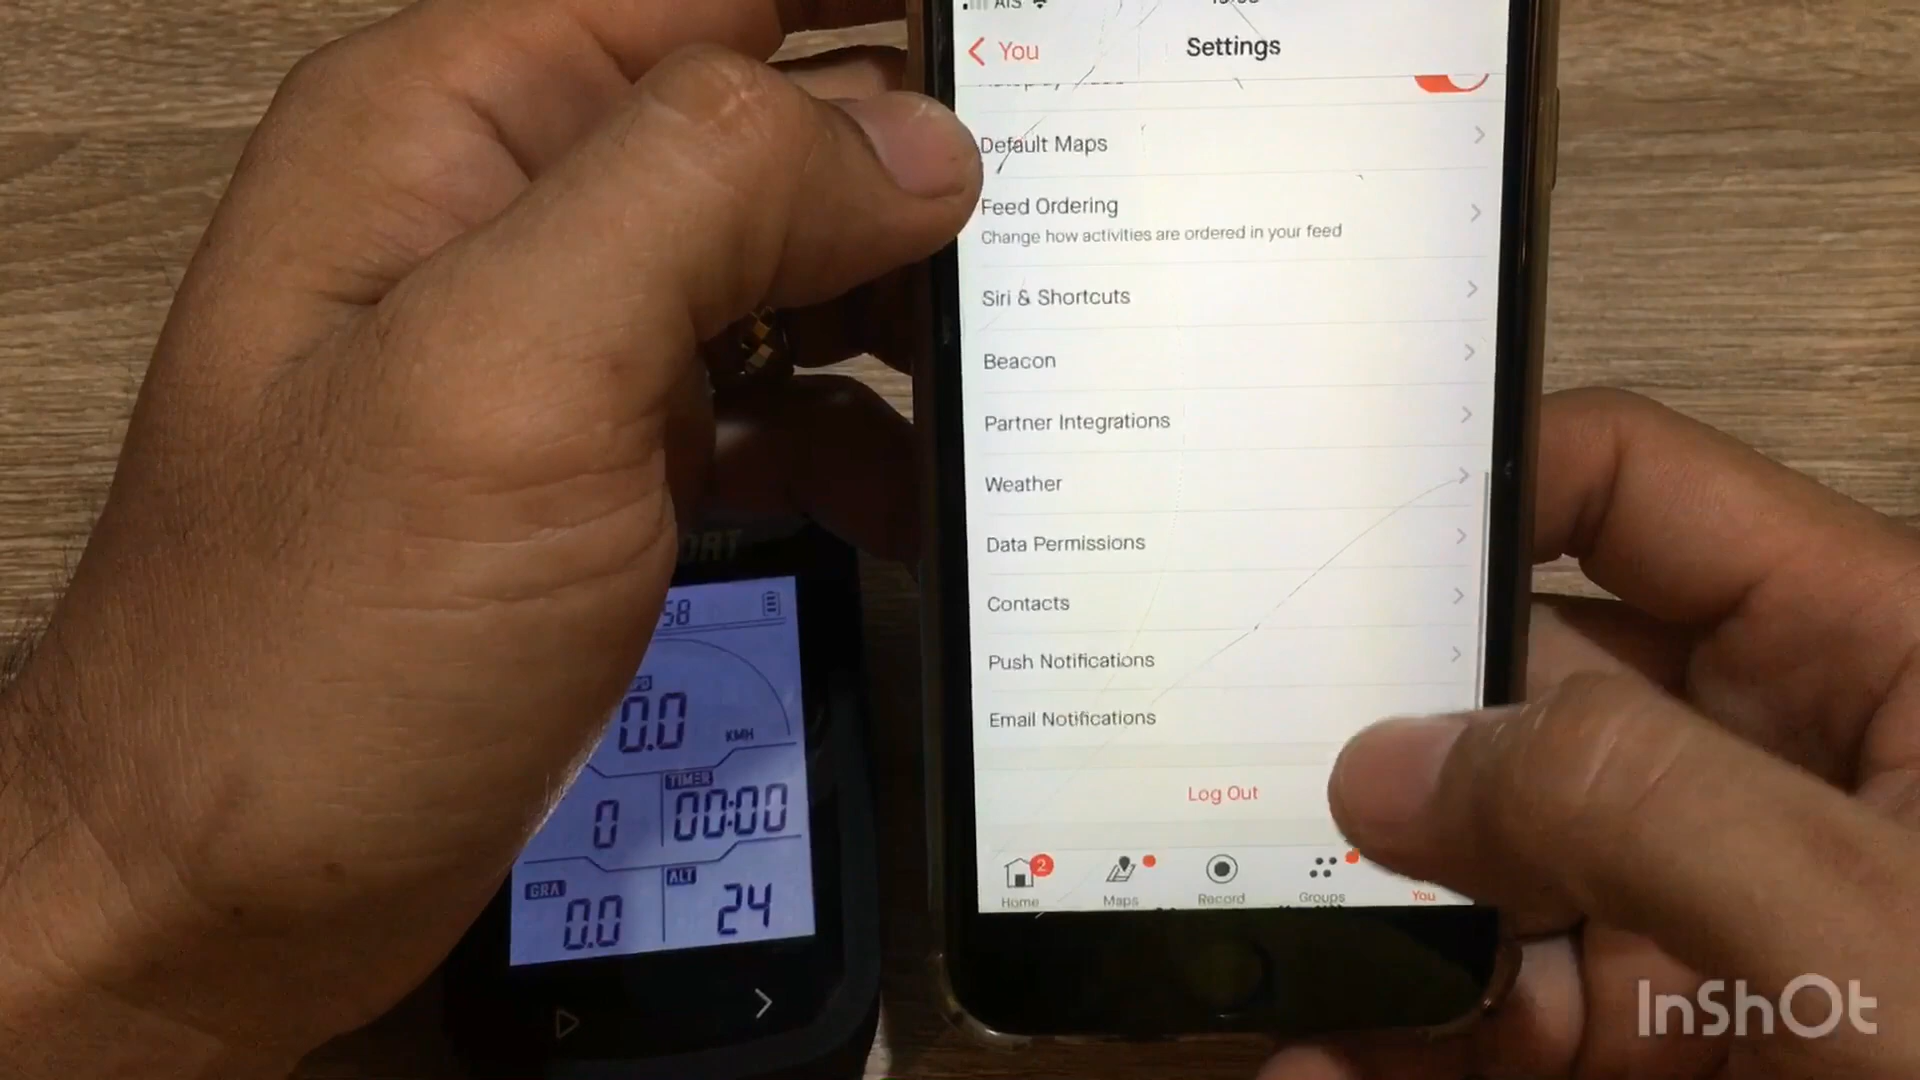 AIS
You
Settings
Default Maps
Feed Ordering
Change how activities are ordered in your feed
Siri & Shortcuts
Beacon
Partner Integrations
Weather
Data Permissions
Contacts
Push Notifications
Email Notifications
Log Out
2
Home
Maps
Record
Groups
You
58
0.0
KMH
0
TIMER
00:00
GRA
0.0
ALT
24
InShOt